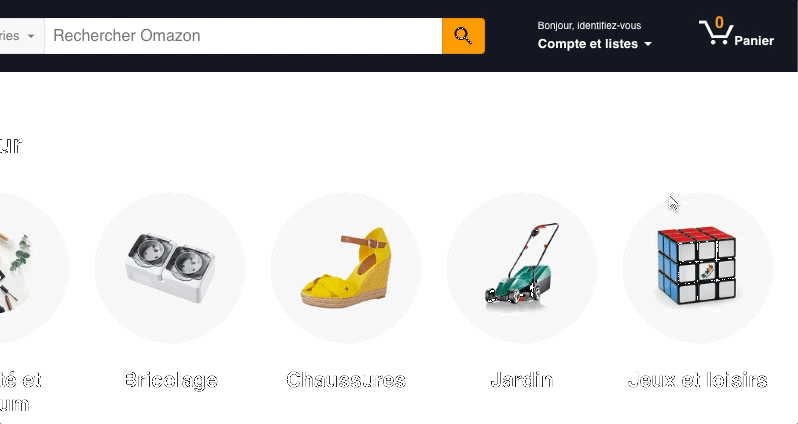 ries
Rechercher Omazon
Bonjour, identifiez-vous
Compte et listes
0
Panier
ur
té et
um
Bricolage
Chaussures
Jardin
Jeux et loisirs